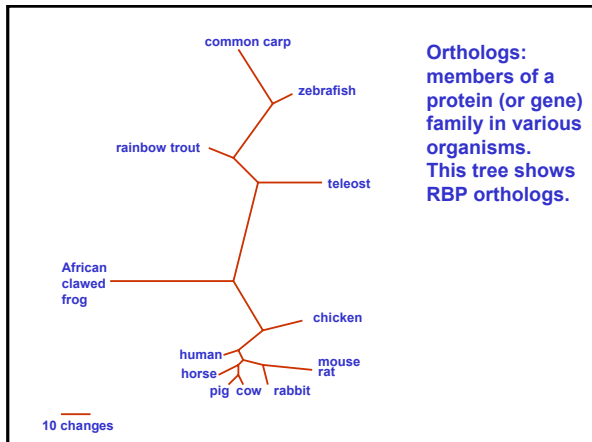 common carp
zebrafish
rainbow trout
teleost
African
clawed
frog
chicken
human
mouse
rat
horse
pig cow rabbit
10 changes
Orthologs:
members of a
protein (or gene)
family in various
organisms.
This tree shows
RBP orthologs.